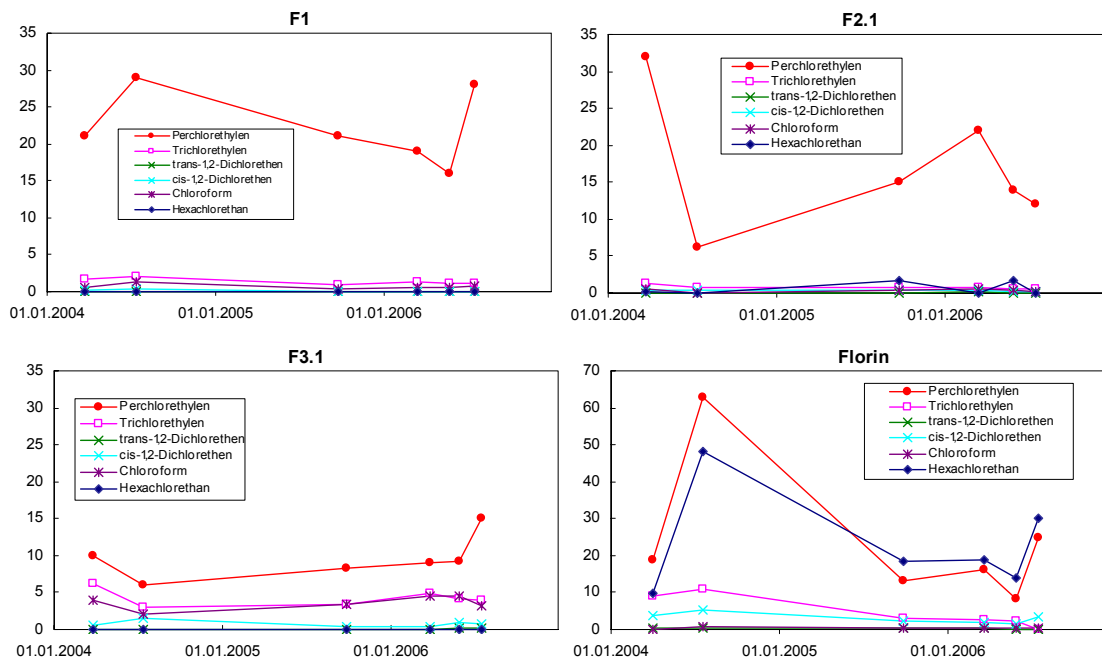 F1
35
30
25
20
15
10
5
0
01.01.2004
01.01.2005
01.01.2006
Perchlorethylen
Trichlorethylen
trans-1,2-Dichlorethen
cis-1,2-Dichlorethen
Chloroform
Hexachlorethan
F2.1
35
30
25
20
15
10
5
0
01.01.2004
01.01.2005
01.01.2006
Perchlorethylen
Trichlorethylen
trans-1,2-Dichlorethen
cis-1,2-Dichlorethen
Chloroform
Hexachlorethan
F3.1
35
30
25
20
15
10
5
0
01.01.2004
01.01.2005
01.01.2006
Perchlorethylen
Trichlorethylen
trans-1,2-Dichlorethen
cis-1,2-Dichlorethen
Chloroform
Hexachlorethan
Florin
70
60
50
40
30
20
10
0
01.01.2004
01.01.2005
01.01.2006
Perchlorethylen
Trichlorethylen
trans-1,2-Dichlorethen
cis-1,2-Dichlorethen
Chloroform
Hexachlorethan